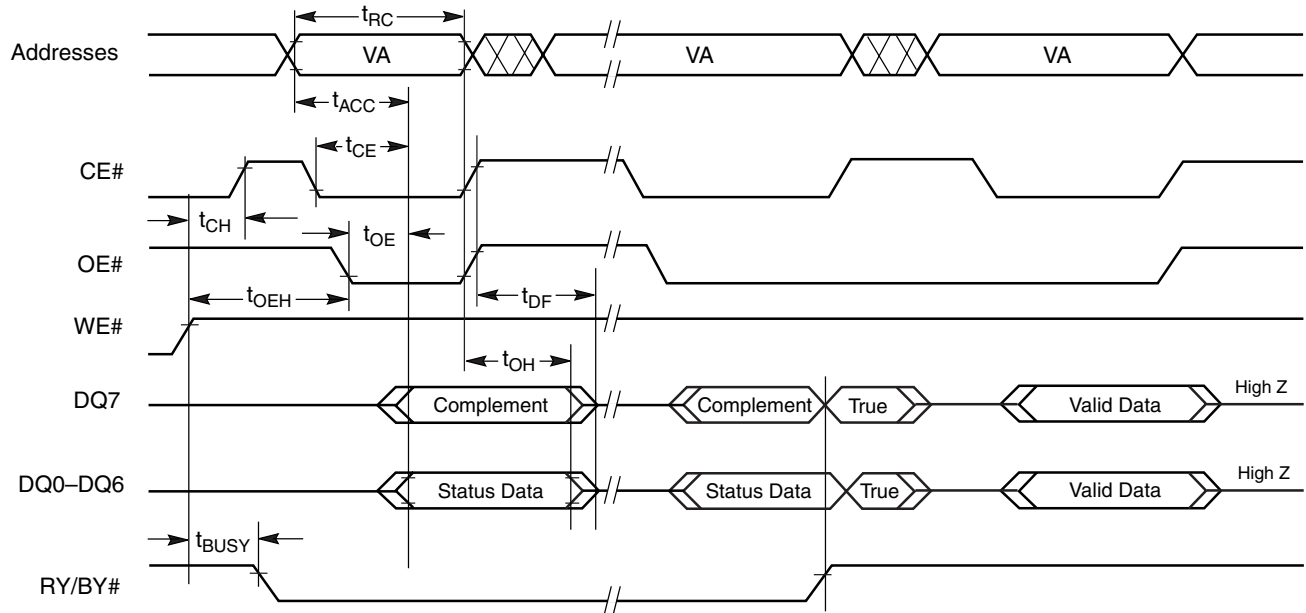 tRC
Addresses VA VA VA
tACC
tCE
CE#
tCH
tOE
OE#
tOEH
tDF
WE#
tOH
DQ7 Complement Complement True Valid Data High Z
DQ0–DQ6 Status Data Status Data True Valid Data High Z
tBUSY
RY/BY#